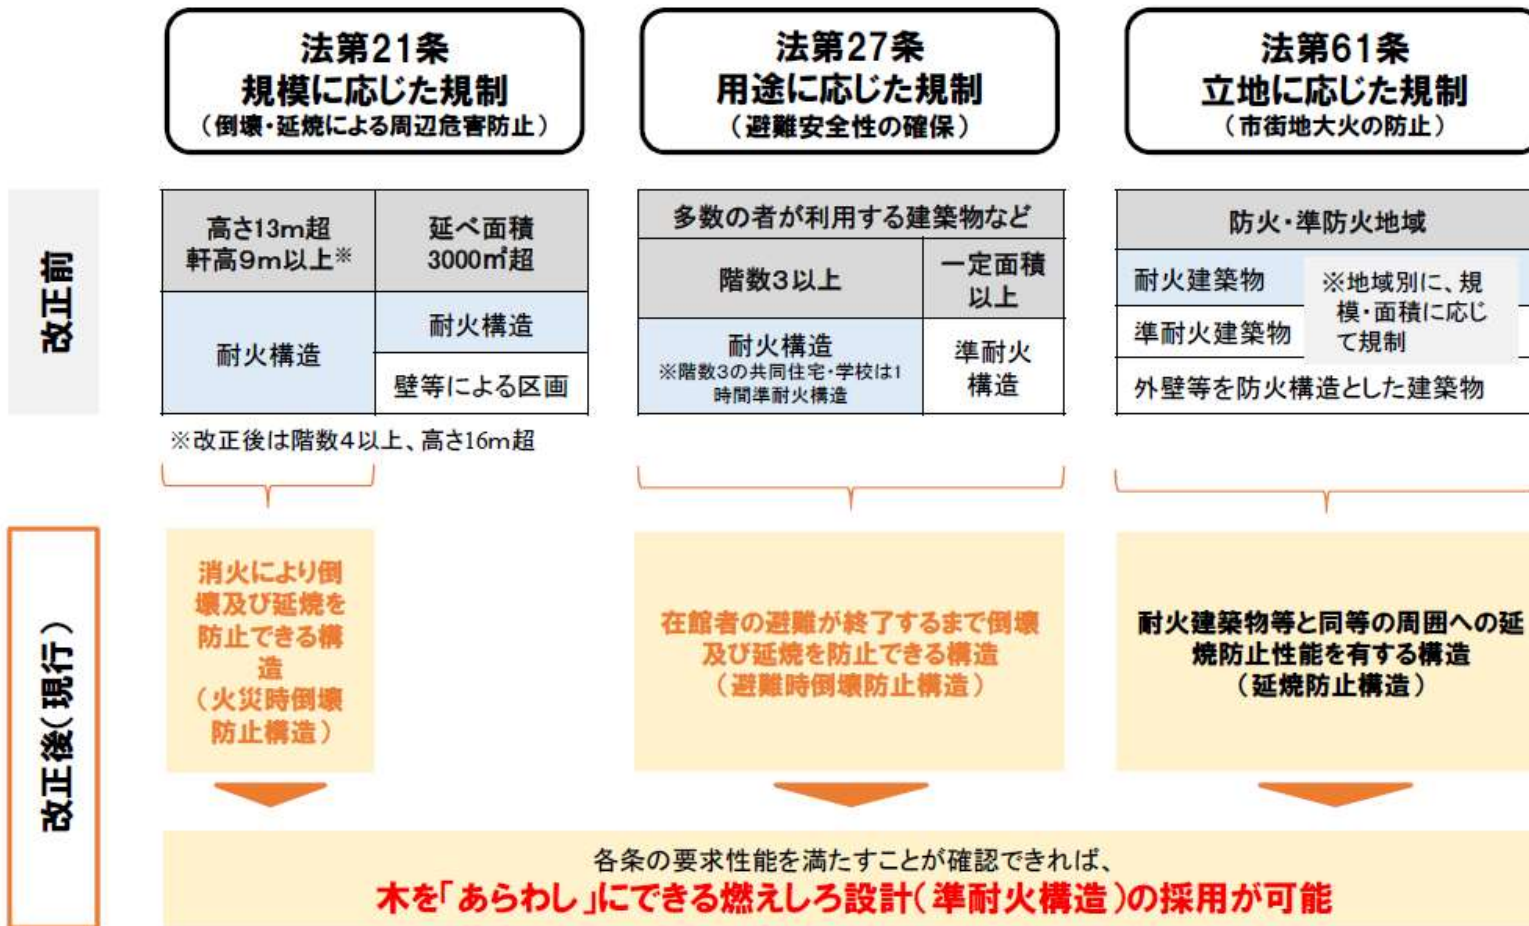 法第21条
規模に応じた規制
（倒壊・延焼による周辺危害防止）
法第27条
用途に応じた規制
（避難安全性の確保）
法第61条
立地に応じた規制
（市街地大火の防止）
改正前
高さ13m超
軒高9m以上※
延べ面積
3000㎡超
耐火構造
耐火構造
壁等による区画
※改正後は階数4以上、高さ16m超
多数の者が利用する建築物など
階数3以上
一定面積
以上
耐火構造
※階数3の共同住宅・学校は1
時間準耐火構造
準耐火
構造
防火・準防火地域
耐火建築物
準耐火建築物
※地域別に、規
模・面積に応じ
て規制
外壁等を防火構造とした建築物
改正後（現行）
消火により倒
壊及び延焼を
防止できる構
造
（火災時倒壊
防止構造）
在館者の避難が終了するまで倒壊
及び延焼を防止できる構造
（避難時倒壊防止構造）
耐火建築物等と同等の周囲への延
焼防止性能を有する構造
（延焼防止構造）
各条の要求性能を満たすことが確認できれば、
木を「あらわし」にできる燃えしろ設計（準耐火構造）の採用が可能